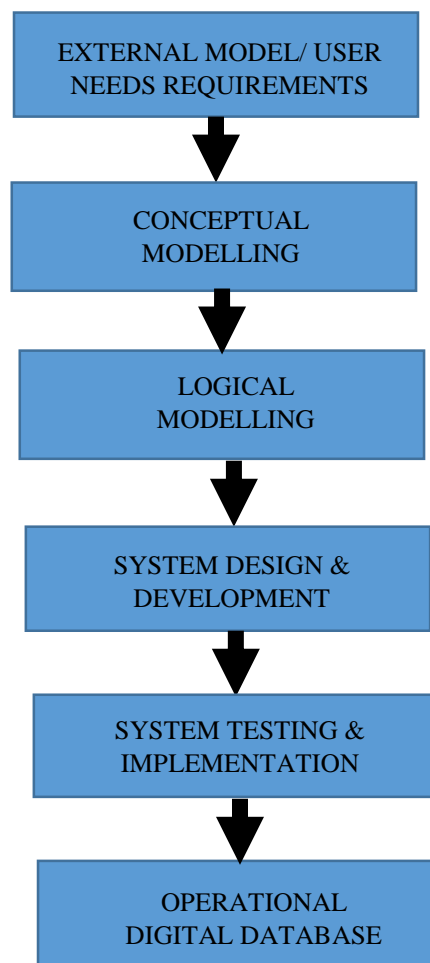 EXTERNAL MODEL/ USER
NEEDS REQUIREMENTS
CONCEPTUAL
MODELLING
LOGICAL
MODELLING
SYSTEM DESIGN &
DEVELOPMENT
SYSTEM TESTING &
IMPLEMENTATION
OPERATIONAL
DIGITAL DATABASE